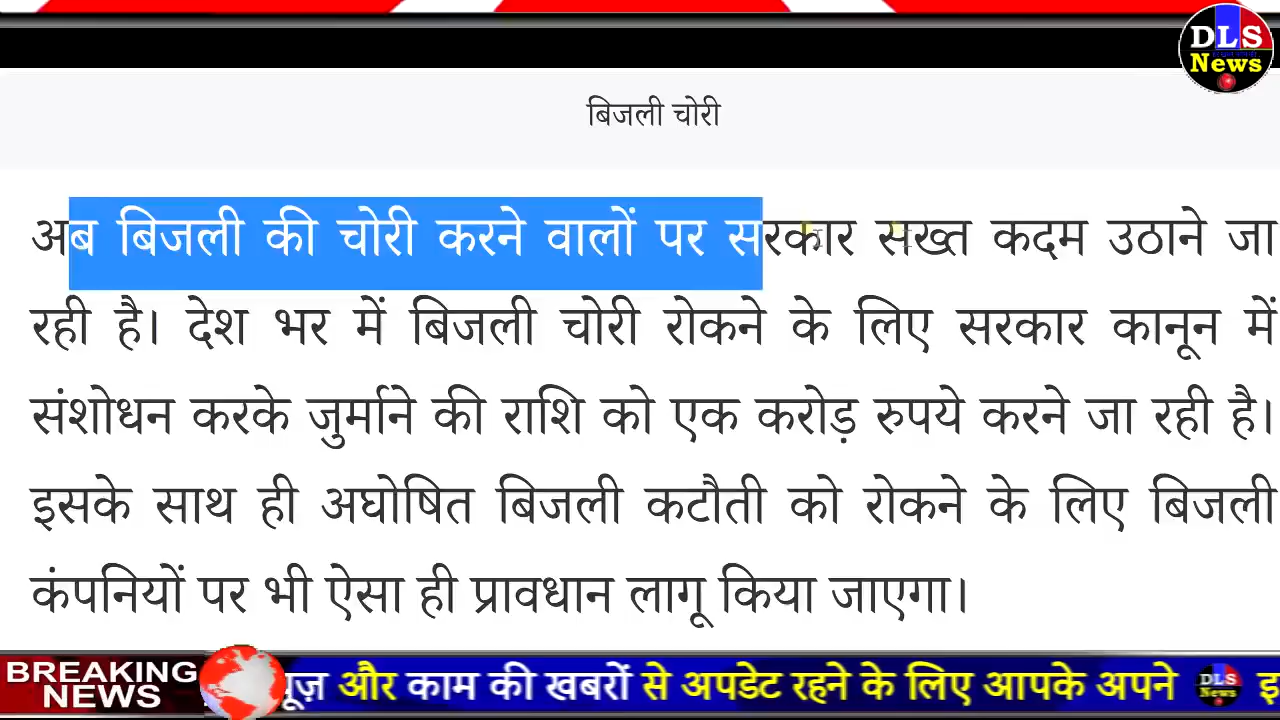 DLS
News
बिजली चोरी
अब बिजली की चोरी करने वालों पर सरकार सख्त कदम उठाने जा
रही है। देश भर में बिजली चोरी रोकने के लिए सरकार कानून में
संशोधन करके जुर्माने की राशि को एक करोड़ रुपये करने जा रही है।
इसके साथ ही अघोषित बिजली कटौती को रोकने के लिए बिजली
कंपनियों पर भी ऐसा ही प्रावधान लागू किया जाएगा।
BREAKING
NEWS
और काम की खबरों से अपडेट रहने के लिए आपके अपने DLS News